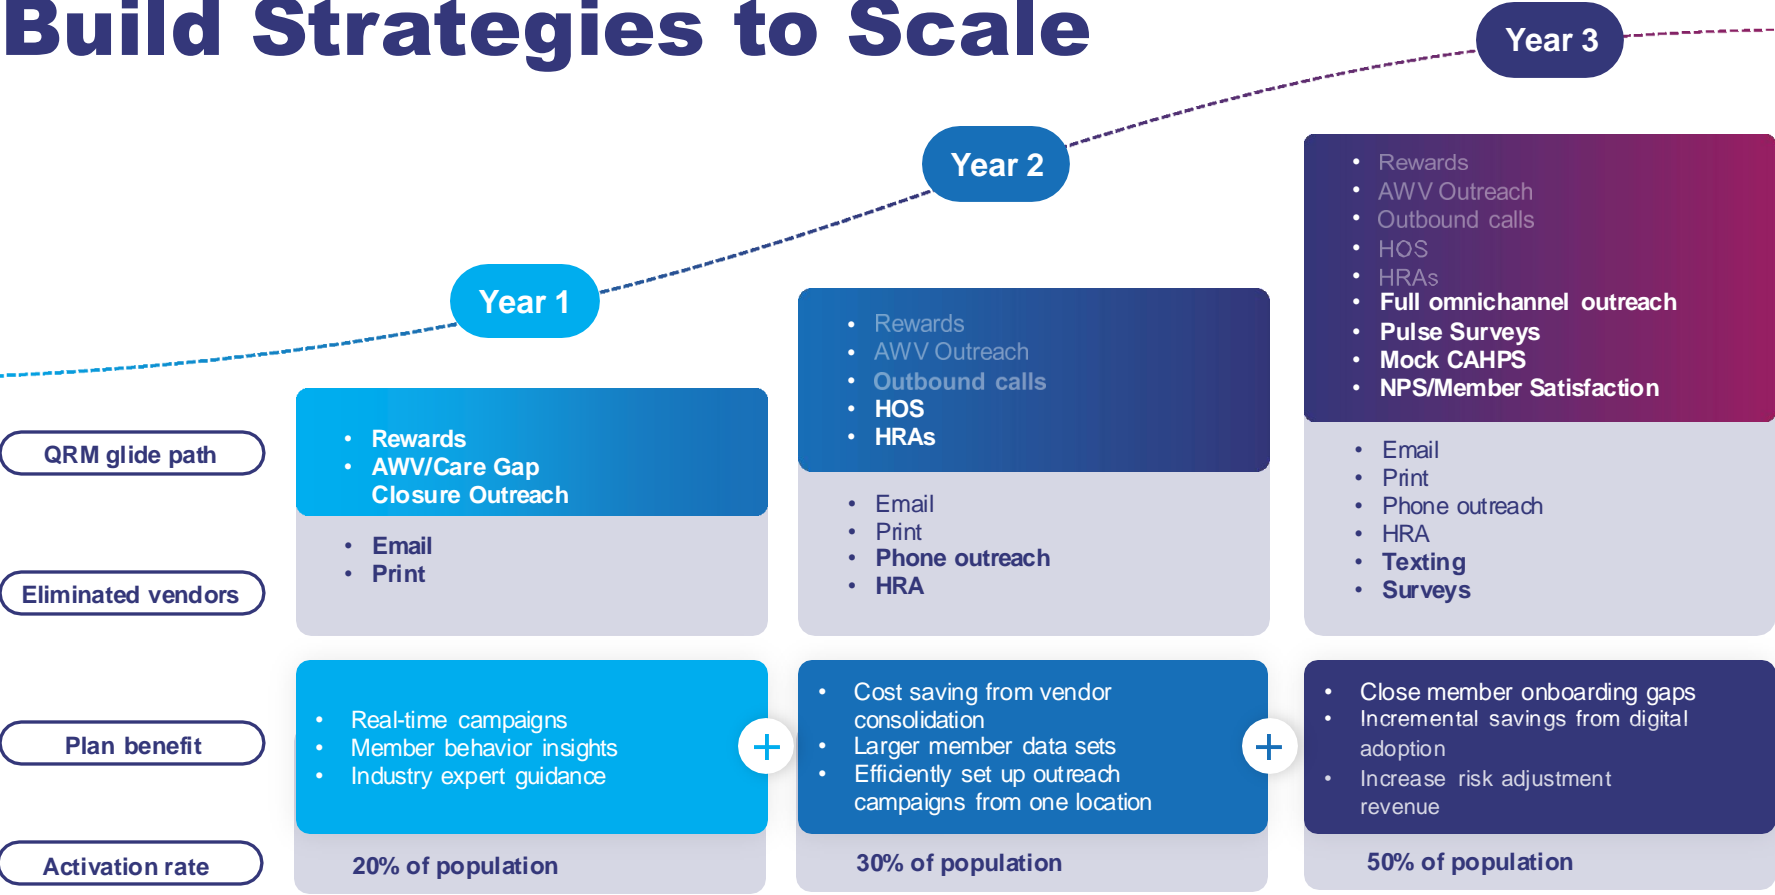 Build Strategies to Scale
Year 1
Year 2
Year 3
QRM glide path
• Rewards
• AWV/Care Gap
Closure Outreach
• Rewards
• AWV Outreach
• Outbound calls
• HOS
• HRAs
• Rewards
• AWV Outreach
• Outbound calls
• HOS
• HRAs
• Full omnichannel outreach
• Pulse Surveys
• Mock CAHPS
• NPS/Member Satisfaction
Eliminated vendors
• Email
• Print
• Email
• Print
• Phone outreach
• HRA
• Email
• Print
• Phone outreach
• HRA
• Texting
• Surveys
Plan benefit
• Real-time campaigns
• Member behavior insights
• Industry expert guidance
+
• Cost saving from vendor
consolidation
• Larger member data sets
• Efficiently set up outreach
campaigns from one location
+
• Close member onboarding gaps
• Incremental savings from digital
adoption
• Increase risk adjustment
revenue
Activation rate
20% of population
30% of population
50% of population